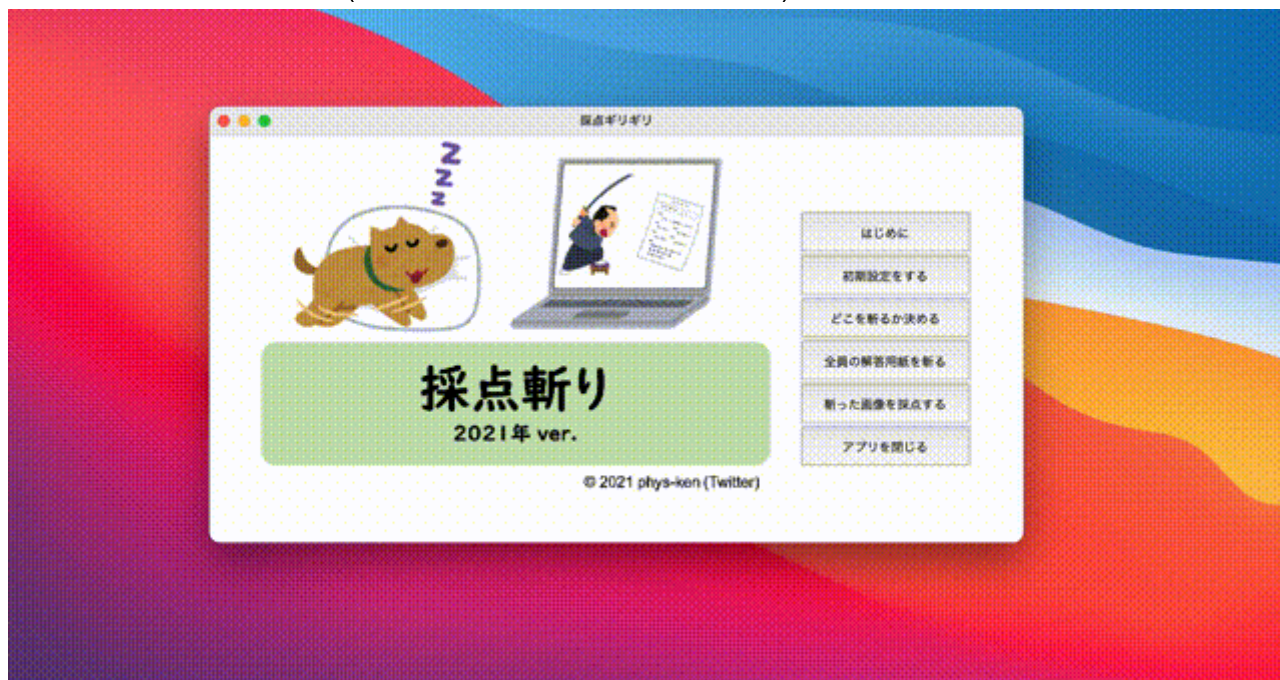 採点ギリギリ
Z
Z
Z
採点斬り
2021年 ver.
© 2021 phys-ken (Twitter)
はじめに
初期設定をする
どこを斬るか決める
全員の解答用紙を斬る
斬った画像を採点する
アプリを閉じる